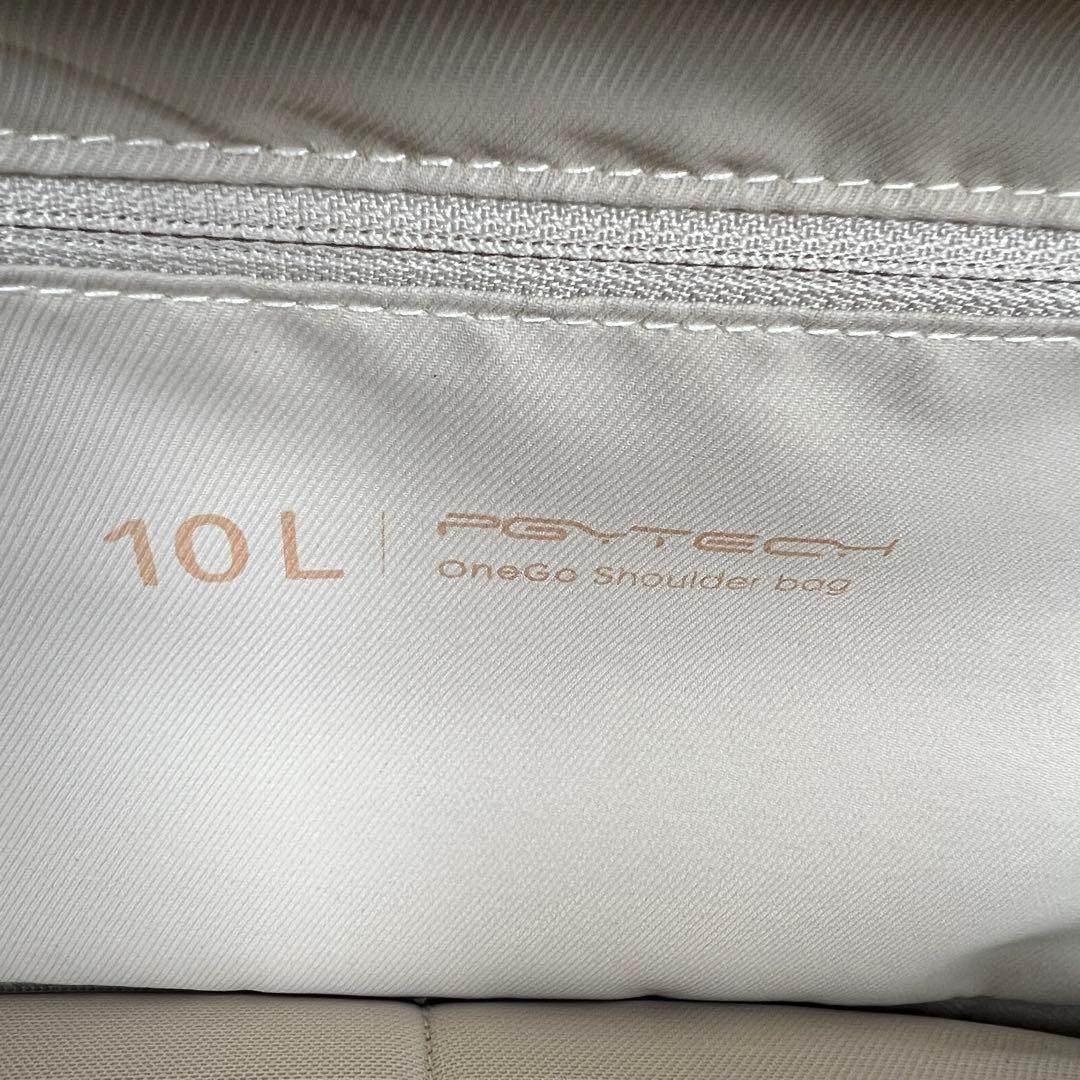 10L | PGYTECH
OneGo Shoulder bag